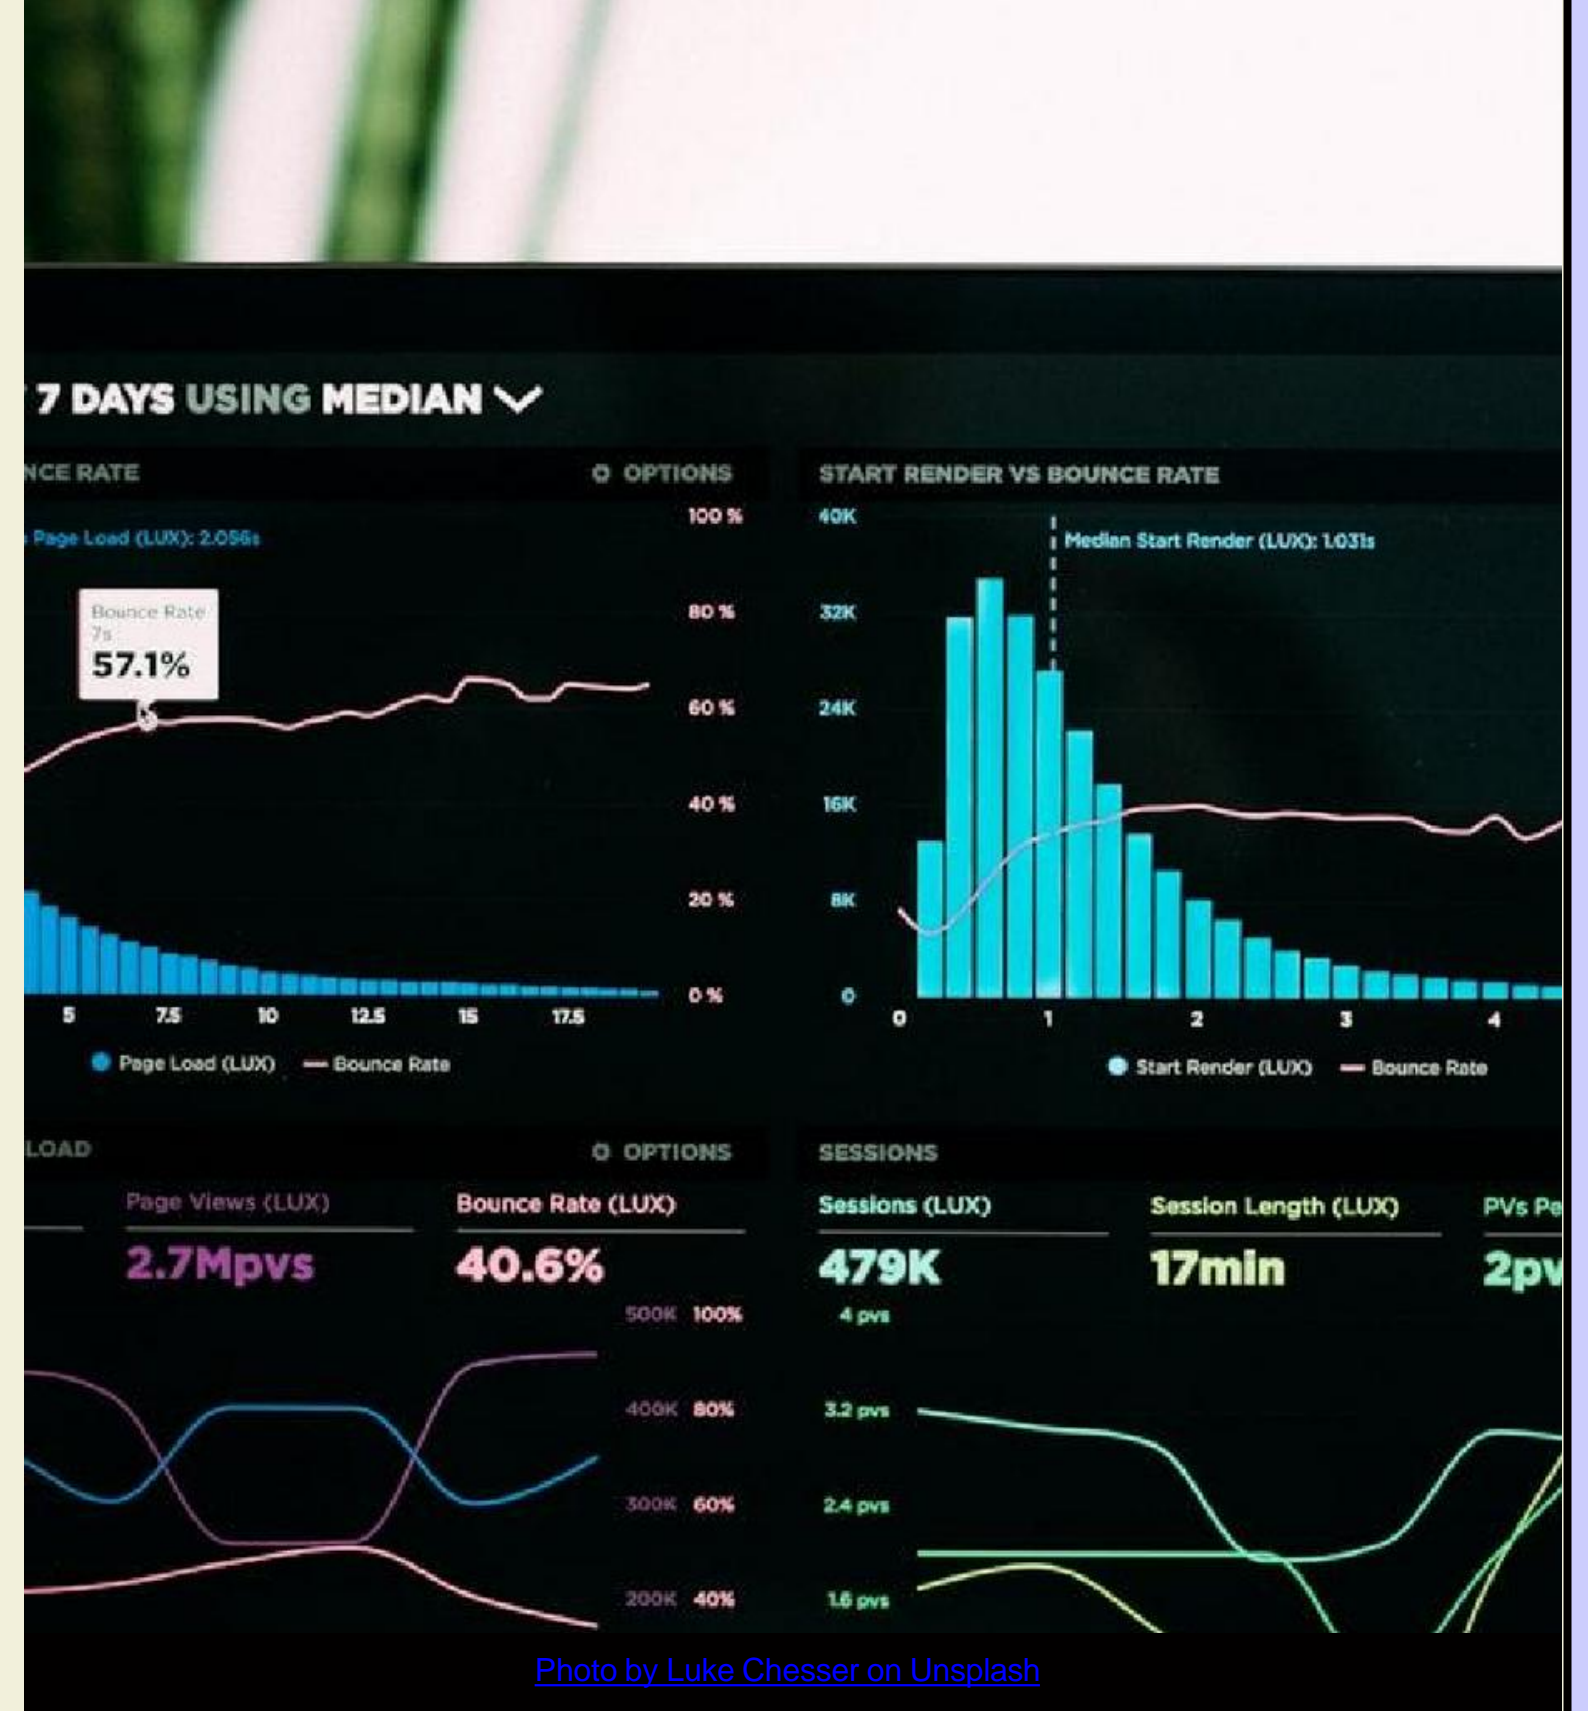 7 DAYS USING MEDIAN
NCE RATE
OPTIONS
Page Load (LUX): 2.056s
Bounce Rate
7s
57.1%
100 %
80 %
60 %
40 %
20 %
0 %
5 7.5 10 12.5 15 17.5
Page Load (LUX) Bounce Rate
START RENDER VS BOUNCE RATE
Median Start Render (LUX): 1.031s
40K
32K
24K
16K
8K
0
0 1 2 3 4
Start Render (LUX) Bounce Rate
LOAD
OPTIONS
Page Views (LUX)
2.7Mpvs
Bounce Rate (LUX)
40.6%
500K 100%
400K 80%
300K 60%
200K 40%
SESSIONS
Sessions (LUX)
479K
Session Length (LUX)
17min
PVs Pe
2pv
4 pvs
3.2 pvs
2.4 pvs
1.6 pvs
Photo by Luke Chesser on Unsplash